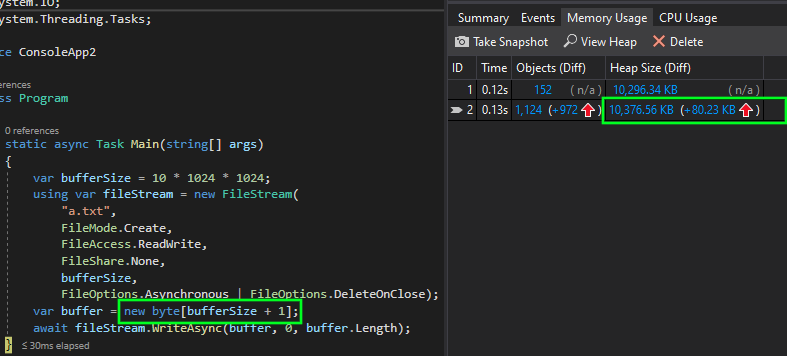 ystem.IO;
ystem.Threading.Tasks;
ce ConsoleApp2
erences
ss Program
0 references
static async Task Main(string[] args)
{
var bufferSize = 10 * 1024 * 1024;
using var fileStream = new FileStream(
"a.txt",
FileMode.Create,
FileAccess.ReadWrite,
FileShare.None,
bufferSize,
FileOptions.Asynchronous | FileOptions.DeleteOnClose);
var buffer = new byte[bufferSize + 1];
await fileStream.WriteAsync(buffer, 0, buffer.Length);
} ≤ 30ms elapsed
Summary Events Memory Usage CPU Usage
Take Snapshot View Heap Delete
ID Time Objects (Diff) Heap Size (Diff)
1 0.12s 152 (n/a) 10,296.34 KB (n/a)
2 0.13s 1,124 (+972) 10,376.56 KB (+80.23 KB)